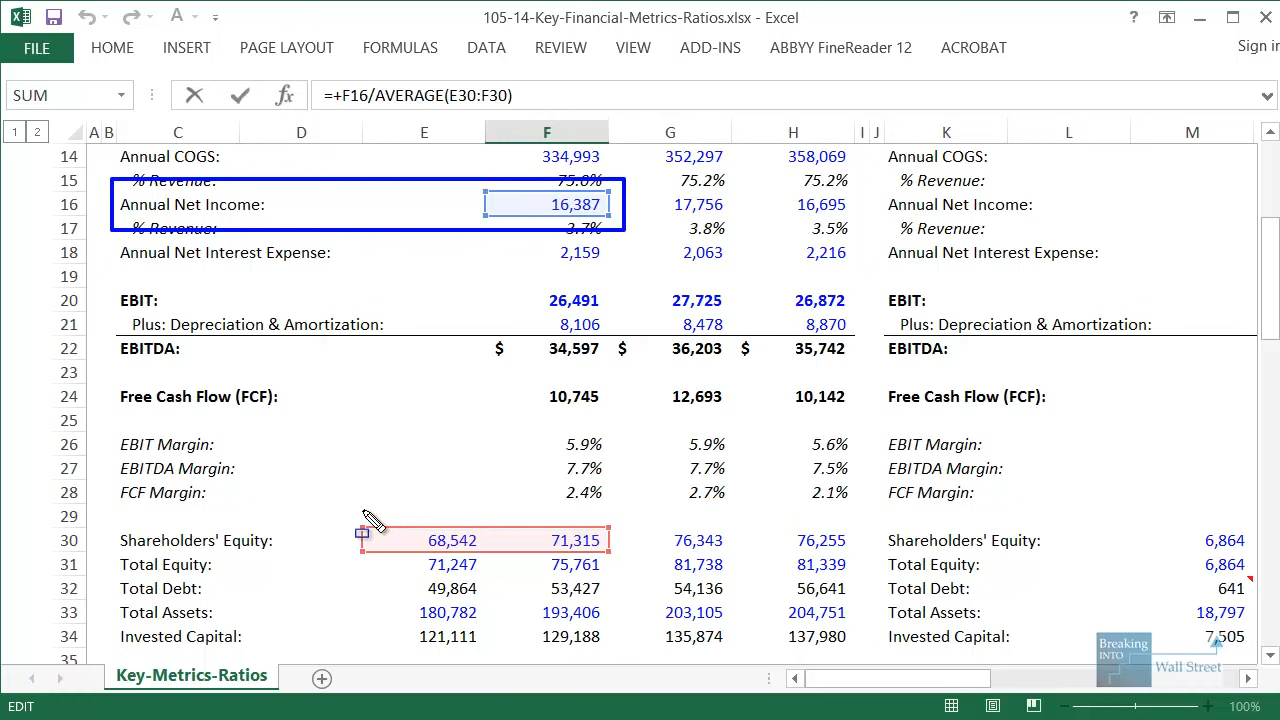 105-14-Key-Financial-Metrics-Ratios.xlsx - Excel
FILE HOME INSERT PAGE LAYOUT FORMULAS DATA REVIEW VIEW ADD-INS ABBYY FineReader 12 ACROBAT Sign in
SUM fx =+F16/AVERAGE(E30:F30)
1 2 A B C D E F G H I J K L M
14 Annual COGS: 334,993 352,297 358,069 Annual COGS:
15 % Revenue: 75.0% 75.2% 75.2% % Revenue:
16 Annual Net Income: 16,387 17,756 16,695 Annual Net Income:
17 % Revenue: 3.7% 3.8% 3.5% % Revenue:
18 Annual Net Interest Expense: 2,159 2,063 2,216 Annual Net Interest Expense:
19
20 EBIT: 26,491 27,725 26,872 EBIT:
21 Plus: Depreciation & Amortization: 8,106 8,478 8,870 Plus: Depreciation & Amortization:
22 EBITDA: $ 34,597 $ 36,203 $ 35,742 EBITDA:
23
24 Free Cash Flow (FCF): 10,745 12,693 10,142 Free Cash Flow (FCF):
25
26 EBIT Margin: 5.9% 5.9% 5.6% EBIT Margin:
27 EBITDA Margin: 7.7% 7.7% 7.5% EBITDA Margin:
28 FCF Margin: 2.4% 2.7% 2.1% FCF Margin:
29
30 Shareholders' Equity: 68,542 71,315 76,343 76,255 Shareholders' Equity: 6,864
31 Total Equity: 71,247 75,761 81,738 81,339 Total Equity: 6,864
32 Total Debt: 49,864 53,427 54,136 56,641 Total Debt: 641
33 Total Assets: 180,782 193,406 203,105 204,751 Total Assets: 18,797
34 Invested Capital: 121,111 129,188 135,874 137,980 Invested Capital: 7,505
35
Breaking
INTO
Wall Street
Key-Metrics-Ratios
EDIT 100%